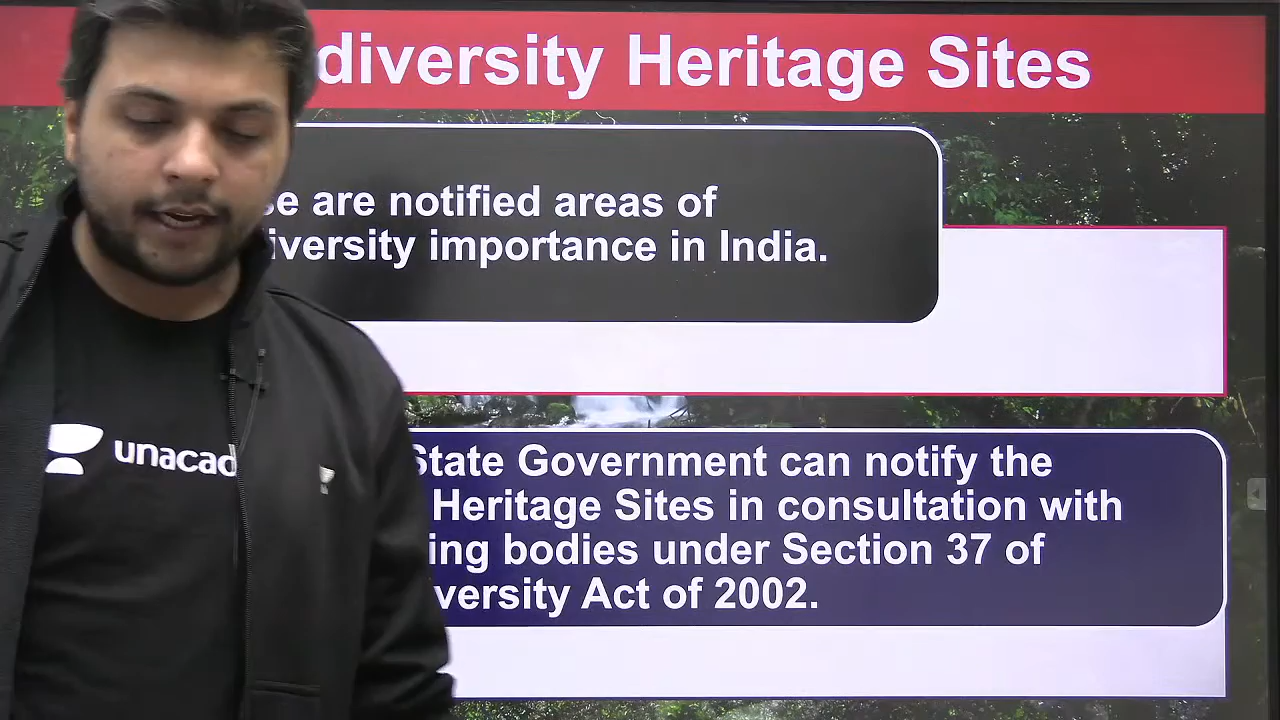 diversity Heritage Sites
se are notified areas of
iversity importance in India.
State Government can notify the
Heritage Sites in consultation with
ing bodies under Section 37 of
versity Act of 2002.
unacad